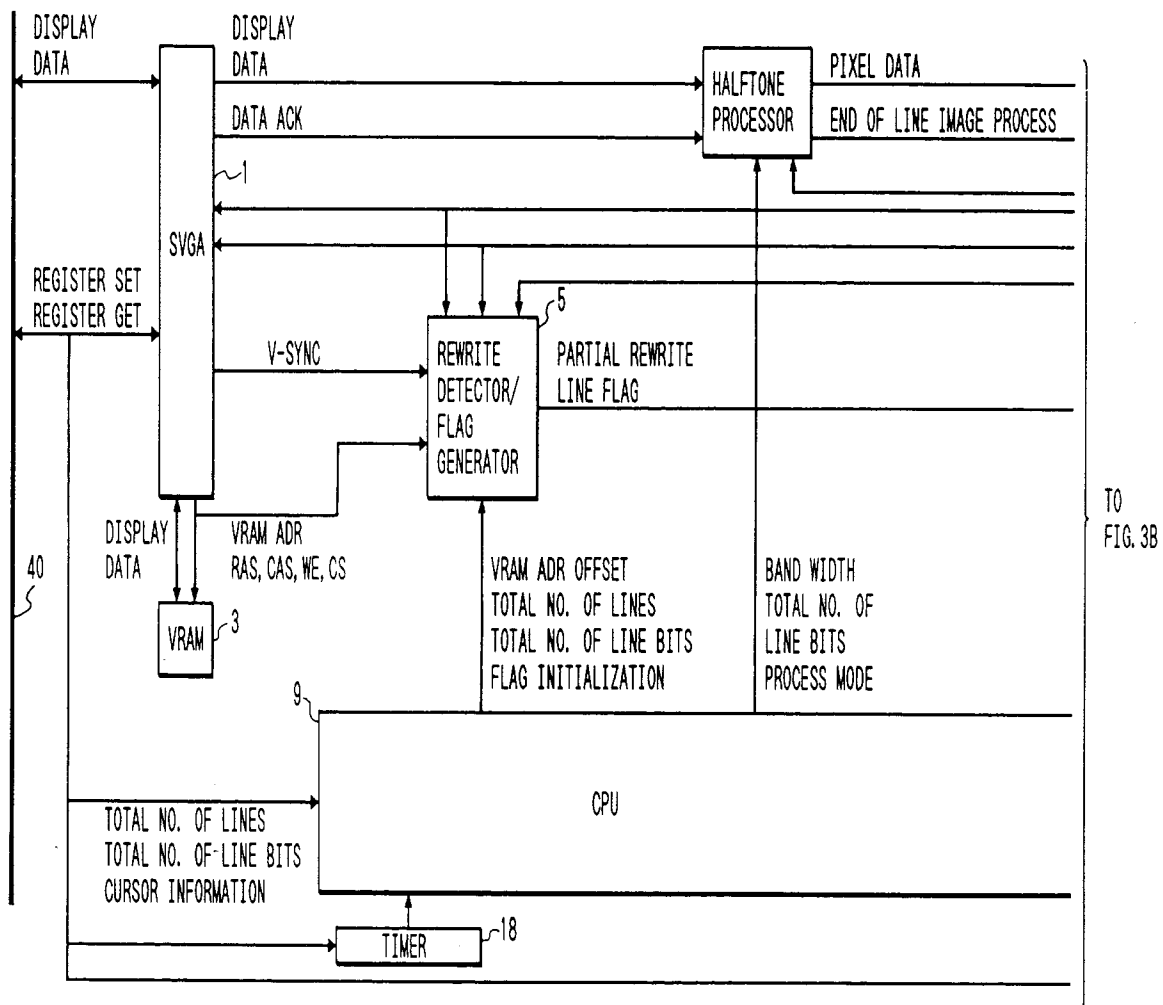 DISPLAY
DATA
DISPLAY
DATA
DATA ACK
HALFTONE
PROCESSOR
PIXEL DATA
END OF LINE IMAGE PROCESS
1
SVGA
REGISTER SET
REGISTER GET
V-SYNC
5
REWRITE
DETECTOR/
FLAG
GENERATOR
PARTIAL REWRITE
LINE FLAG
TO
FIG. 3B
40
DISPLAY
DATA
VRAM ADR
RAS, CAS, WE, CS
VRAM
3
VRAM ADR OFFSET
TOTAL NO. OF LINES
TOTAL NO. OF LINE BITS
FLAG INITIALIZATION
BAND WIDTH
TOTAL NO. OF
LINE BITS
PROCESS MODE
9
CPU
TOTAL NO. OF LINES
TOTAL NO. OF LINE BITS
CURSOR INFORMATION
TIMER
18